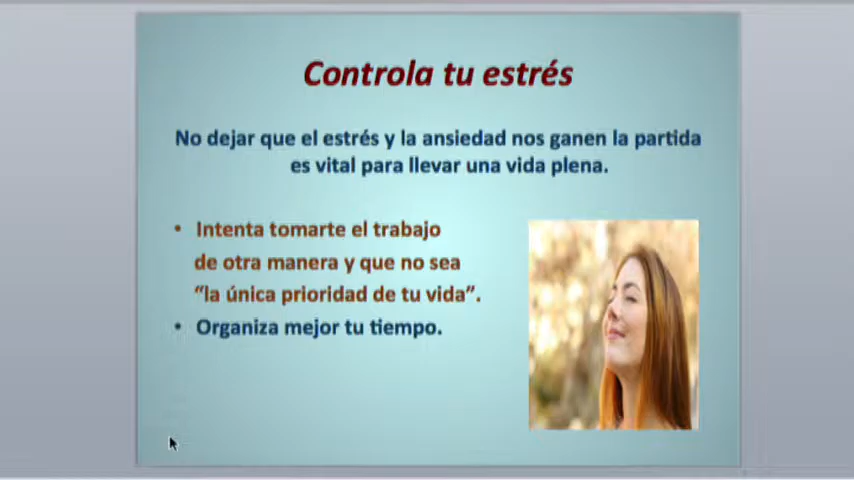 Controla tu estrés
No dejar que el estrés y la ansiedad nos ganen la partida
es vital para llevar una vida plena.
• Intenta tomarte el trabajo
de otra manera y que no sea
“la única prioridad de tu vida”.
• Organiza mejor tu tiempo.